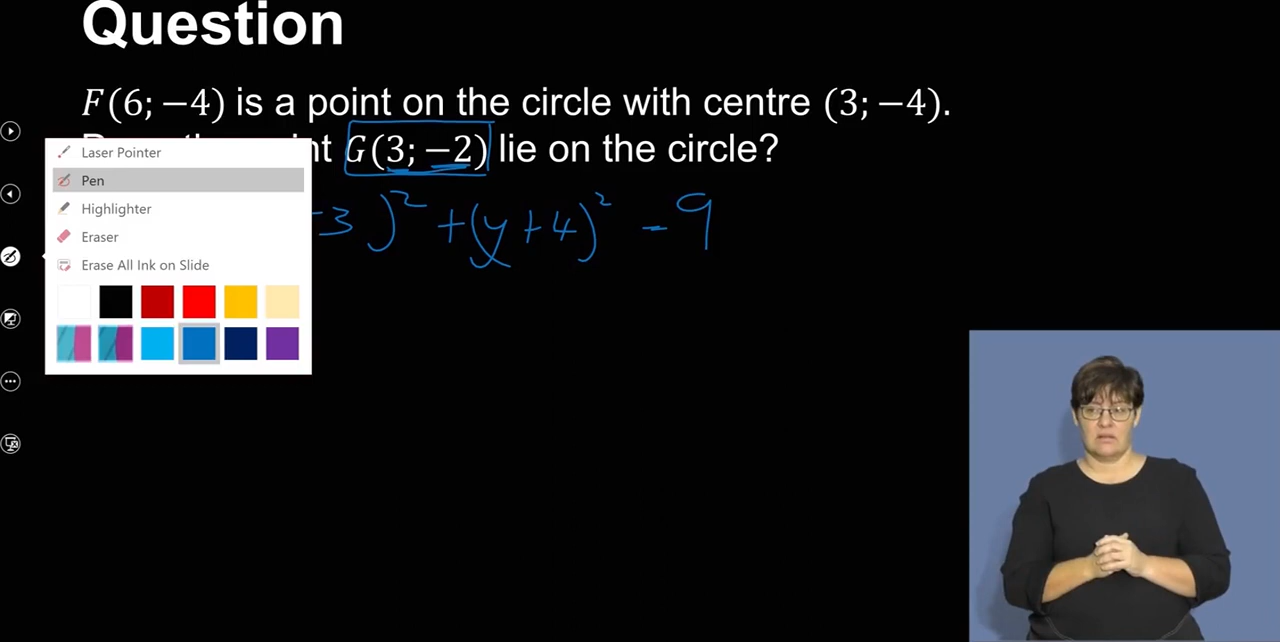 Question
F(6; −4) is a point on the circle with centre (3; −4).
G(3; −2) lie on the circle?
Laser Pointer
Pen
Highlighter
Eraser
Erase All Ink on Slide
-3)² + (y + 4)² - 9